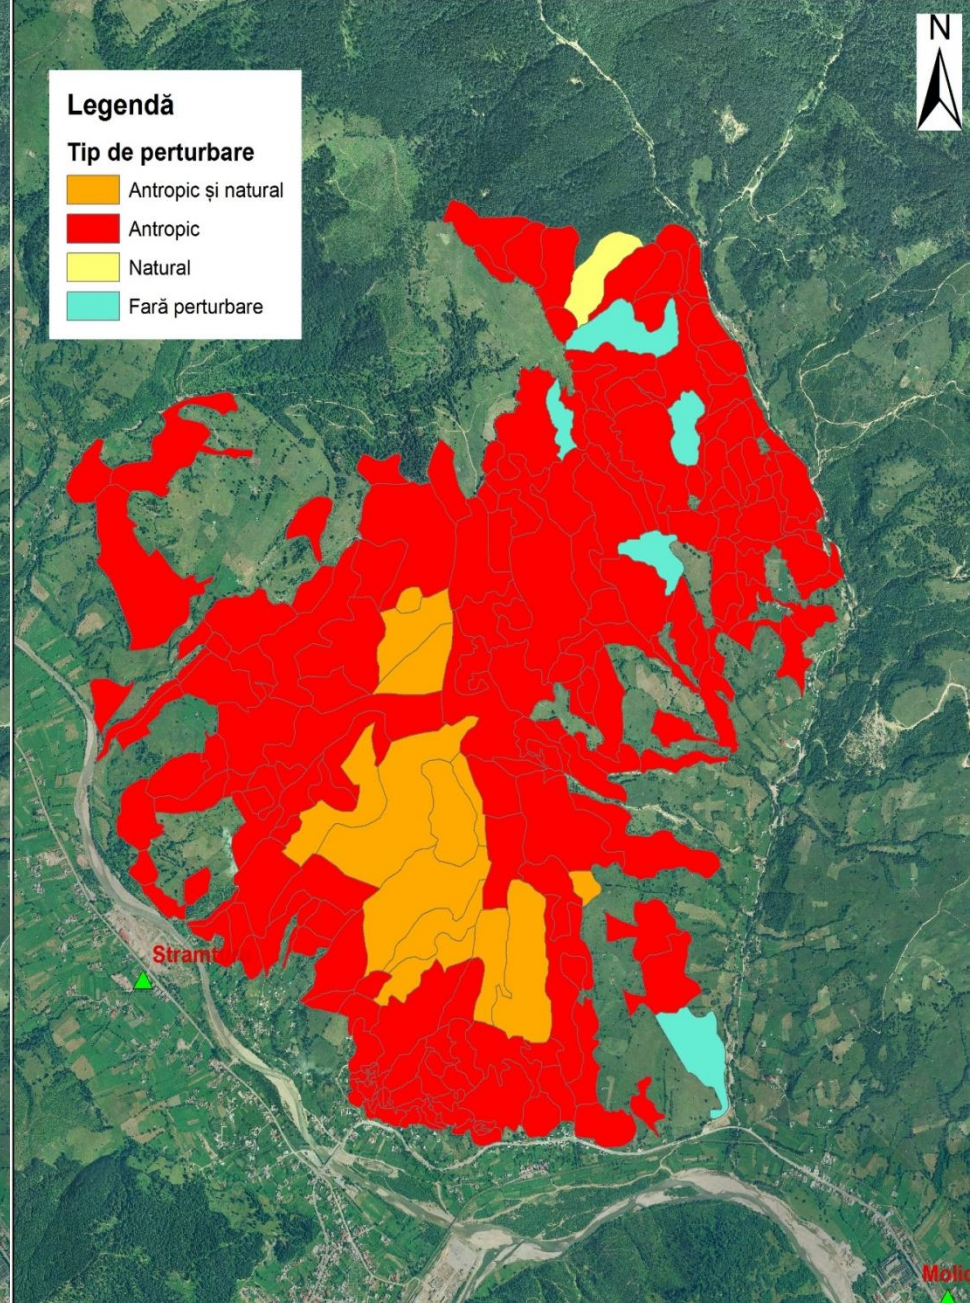 N
Legendă
Tip de perturbare
Antropic și natural
Antropic
Natural
Fară perturbare